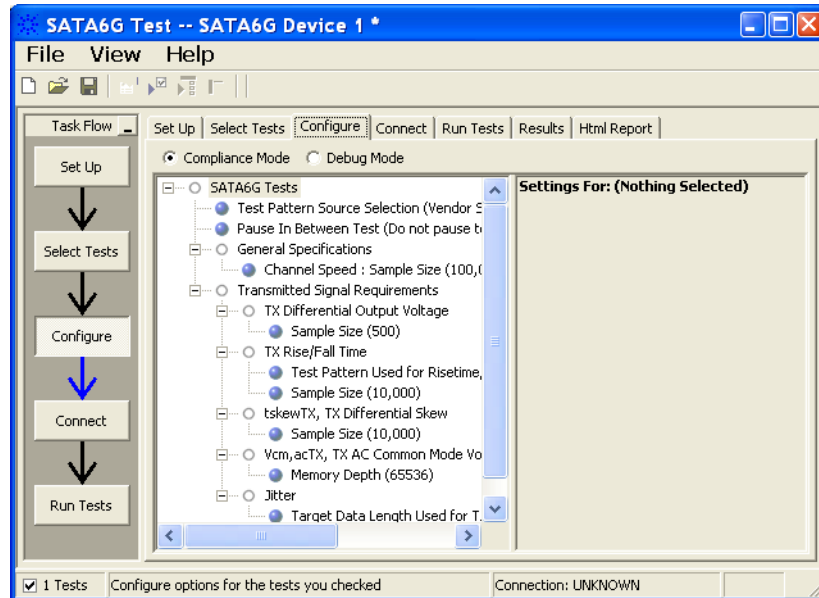 SATA6G Test -- SATA6G Device 1 *
File View Help
Task Flow
Set Up
Select Tests
Configure
Connect
Run Tests
Set Up Select Tests Configure Connect Run Tests Results Html Report
Compliance Mode Debug Mode
SATA6G Tests
Test Pattern Source Selection (Vendor S
Pause In Between Test (Do not pause t
General Specifications
Channel Speed : Sample Size (100,0
Transmitted Signal Requirements
TX Differential Output Voltage
Sample Size (500)
TX Rise/Fall Time
Test Pattern Used for Risetime,
Sample Size (10,000)
tskewTX, TX Differential Skew
Sample Size (10,000)
Vcm,acTX, TX AC Common Mode Vo
Memory Depth (65536)
Jitter
Target Data Length Used for T
Settings For: (Nothing Selected)
1 Tests
Configure options for the tests you checked
Connection: UNKNOWN